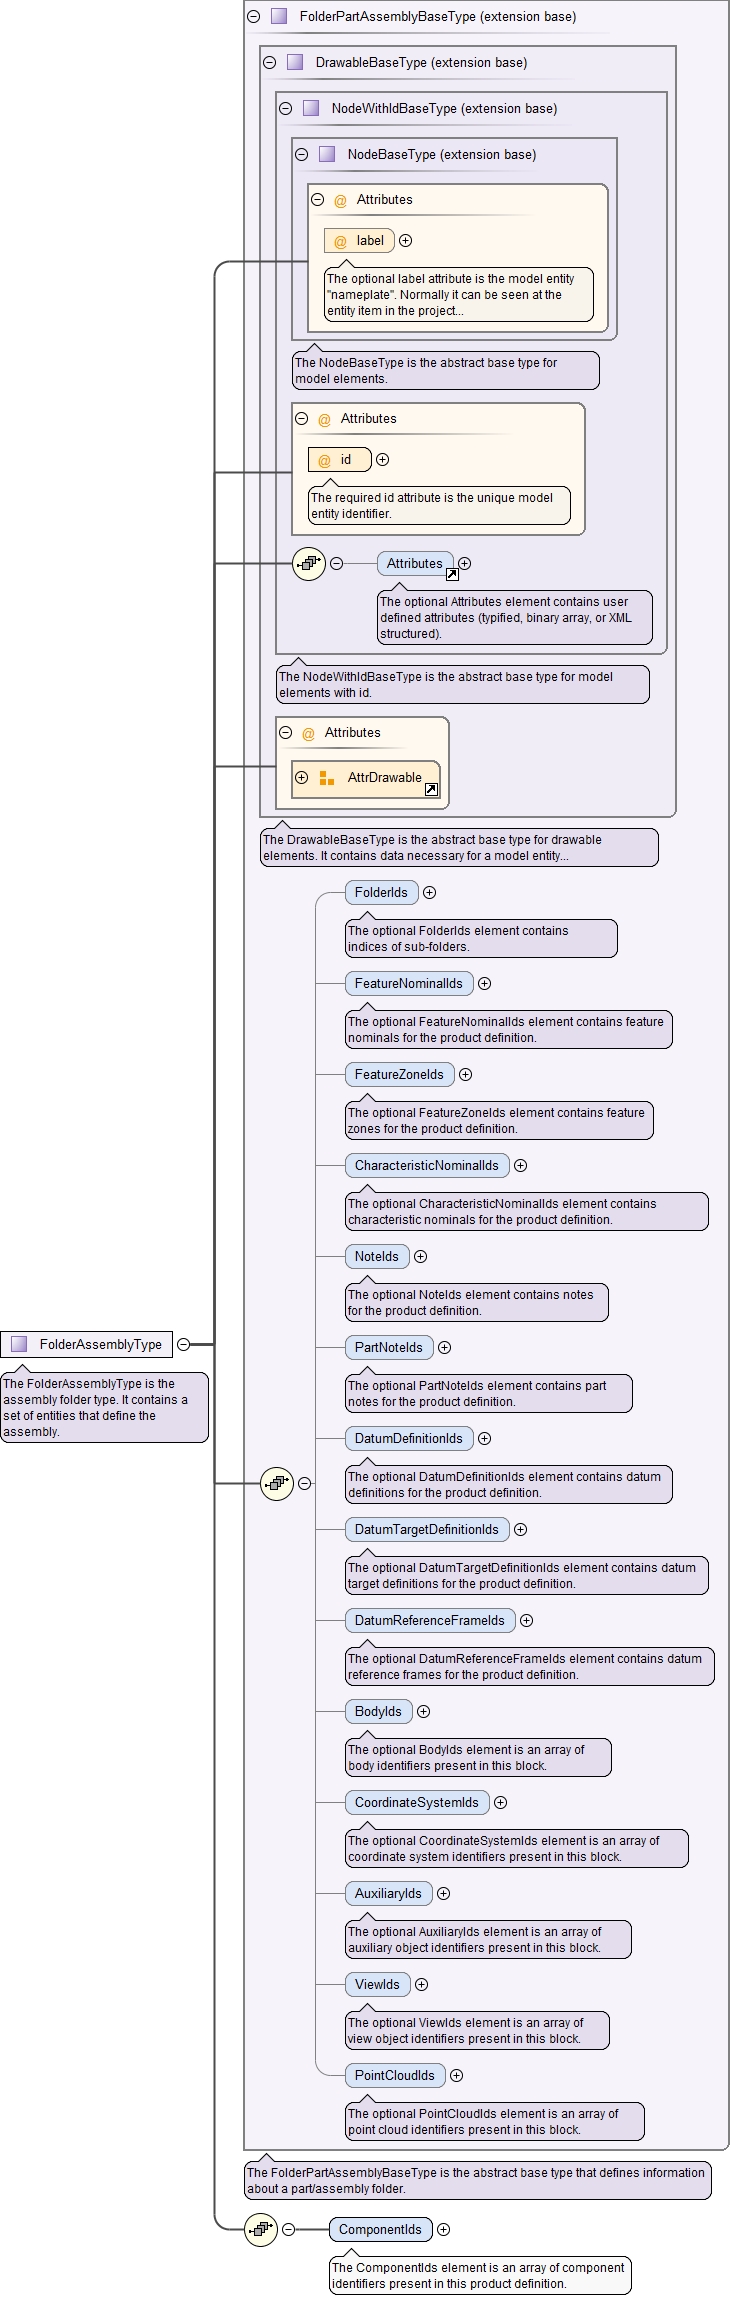 FolderPartAssemblyBaseType (extension base)
DrawableBaseType (extension base)
NodeWithIdBaseType (extension base)
NodeBaseType (extension base)
@ Attributes
@ label
The optional label attribute is the model entity
"nameplate". Normally it can be seen at the
entity item in the project...
The NodeBaseType is the abstract base type for
model elements.
@ Attributes
@ id
The required id attribute is the unique model
entity identifier.
Attributes
The optional Attributes element contains user
defined attributes (typified, binary array, or XML
structured).
The NodeWithIdBaseType is the abstract base type for model
elements with id.
@ Attributes
AttrDrawable
The DrawableBaseType is the abstract base type for drawable
elements. It contains data necessary for a model entity...
FolderIds
The optional FolderIds element contains
indices of sub-folders.
FeatureNominalIds
The optional FeatureNominalIds element contains feature
nominals for the product definition.
FeatureZoneIds
The optional FeatureZoneIds element contains feature
zones for the product definition.
CharacteristicNominalIds
The optional CharacteristicNominalIds element contains
characteristic nominals for the product definition.
NoteIds
The optional NoteIds element contains notes
for the product definition.
FolderAssemblyType
The FolderAssemblyType is the
assembly folder type. It contains a
set of entities that define the
assembly.
PartNoteIds
The optional PartNoteIds element contains part
notes for the product definition.
DatumDefinitionIds
The optional DatumDefinitionIds element contains datum
definitions for the product definition.
DatumTargetDefinitionIds
The optional DatumTargetDefinitionIds element contains datum
target definitions for the product definition.
DatumReferenceFrameIds
The optional DatumReferenceFrameIds element contains datum
reference frames for the product definition.
BodyIds
The optional BodyIds element is an array of
body identifiers present in this block.
CoordinateSystemIds
The optional CoordinateSystemIds element is an array of
coordinate system identifiers present in this block.
AuxiliaryIds
The optional AuxiliaryIds element is an array of
auxiliary object identifiers present in this block.
ViewIds
The optional ViewIds element is an array of
view object identifiers present in this block.
PointCloudIds
The optional PointCloudIds element is an array of
point cloud identifiers present in this block.
The FolderPartAssemblyBaseType is the abstract base type that defines information
about a part/assembly folder.
ComponentIds
The ComponentIds element is an array of component
identifiers present in this product definition.